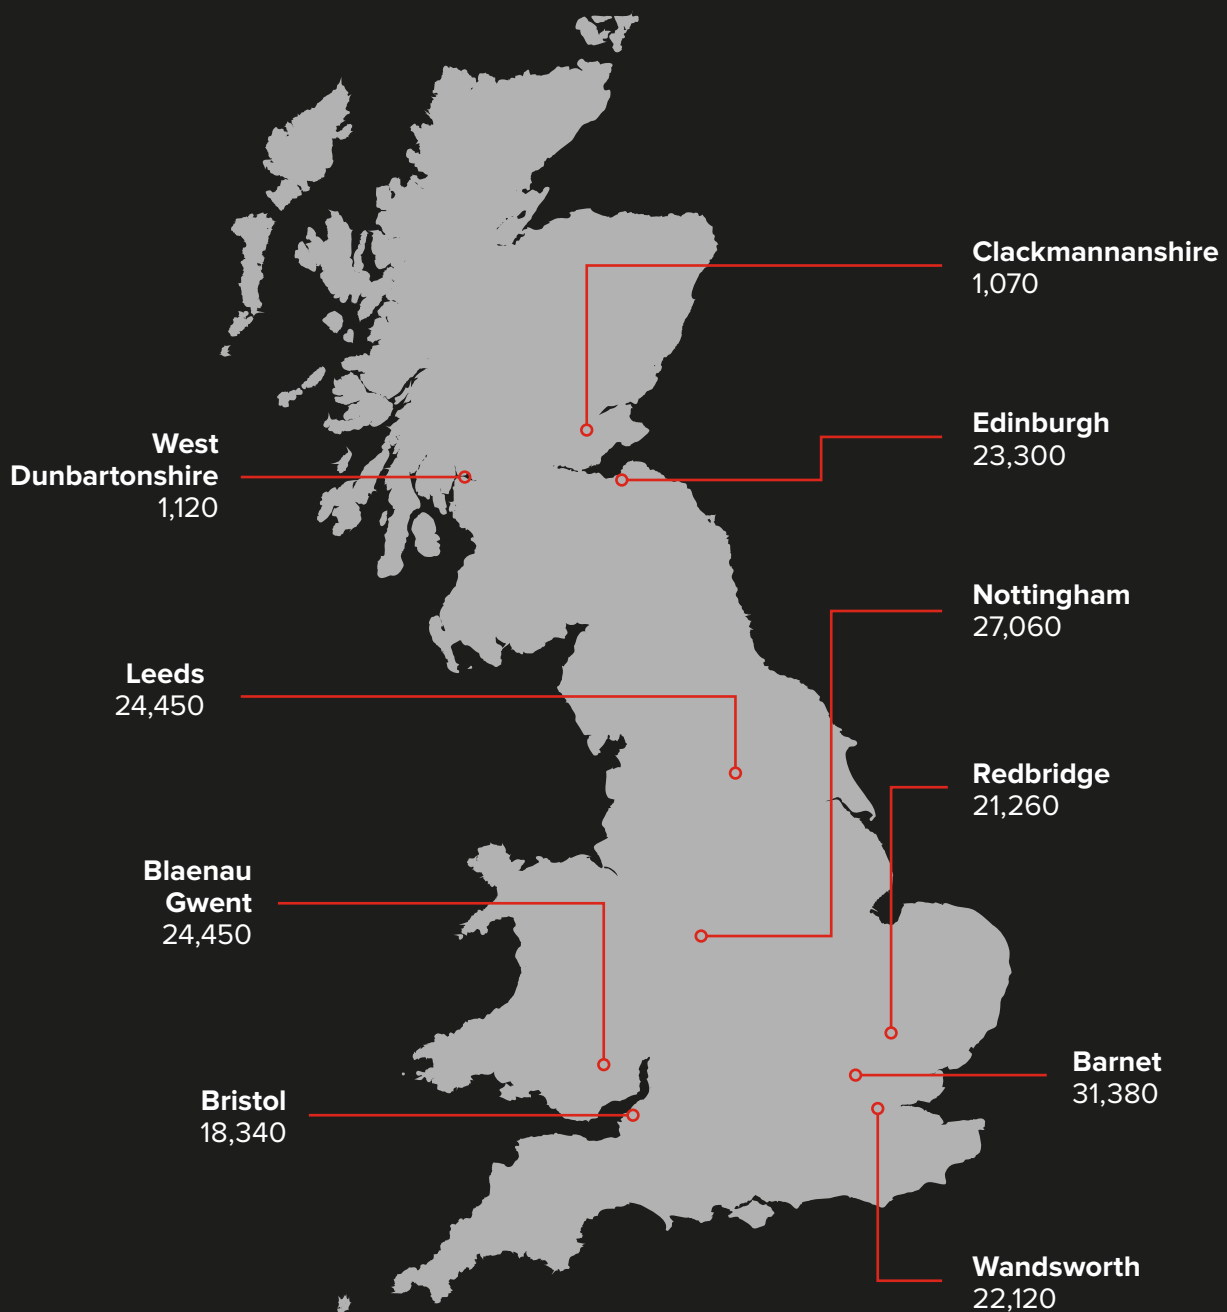 Clackmannanshire
1,070
Edinburgh
23,300
West
Dunbartonshire
1,120
Nottingham
27,060
Leeds
24,450
Redbridge
21,260
Blaenau
Gwent
24,450
Barnet
31,380
Bristol
18,340
Wandsworth
22,120